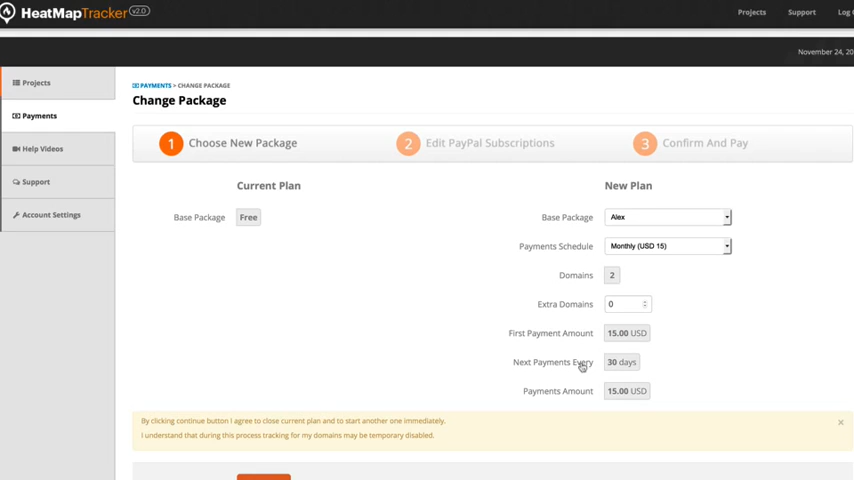 HeatMapTracker v2.0
Projects Support Log
November 24, 20
Projects
Payments
Help Videos
Support
Account Settings
PAYMENTS > CHANGE PACKAGE
Change Package
1 Choose New Package 2 Edit PayPal Subscriptions 3 Confirm And Pay
Current Plan
Base Package Free
New Plan
Base Package Alex
Payments Schedule Monthly (USD 15)
Domains 2
Extra Domains 0
First Payment Amount 15.00 USD
Next Payments Every 30 days
Payments Amount 15.00 USD
By clicking continue button I agree to close current plan and to start another one immediately.
I understand that during this process tracking for my domains may be temporary disabled.